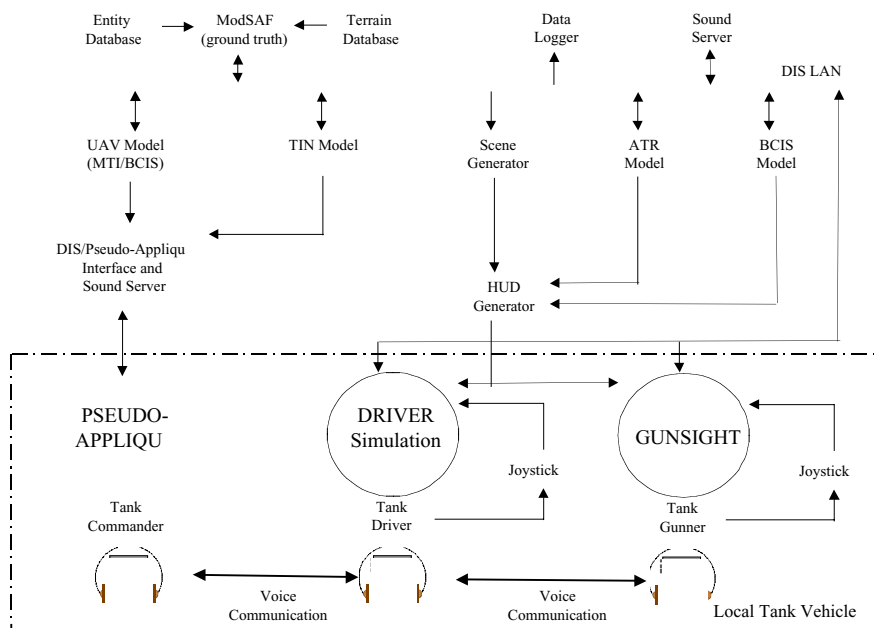 Entity
Database
ModSAF
(ground truth)
Terrain
Database
Data
Logger
Sound
Server
DIS LAN
UAV Model
(MTI/BCIS)
TIN Model
Scene
Generator
ATR
Model
BCIS
Model
DIS/Pseudo-Appliqu
Interface and
Sound Server
HUD
Generator
PSEUDO-
APPLIQU
DRIVER
Simulation
GUNSIGHT
Joystick
Joystick
Tank
Commander
Tank
Driver
Tank
Gunner
Voice
Communication
Voice
Communication
Local Tank Vehicle